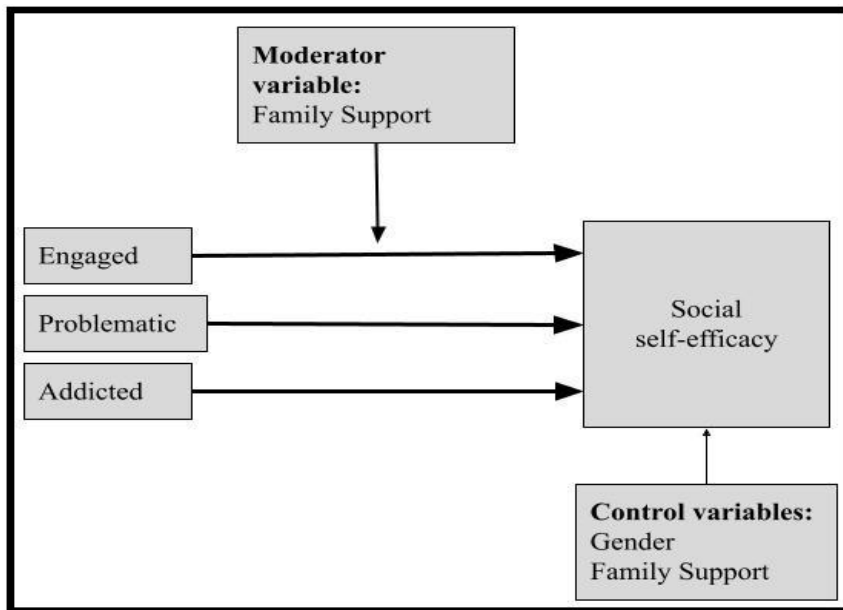 Moderator
variable:
Family Support
Engaged
Problematic
Addicted
Social
self-efficacy
Control variables:
Gender
Family Support